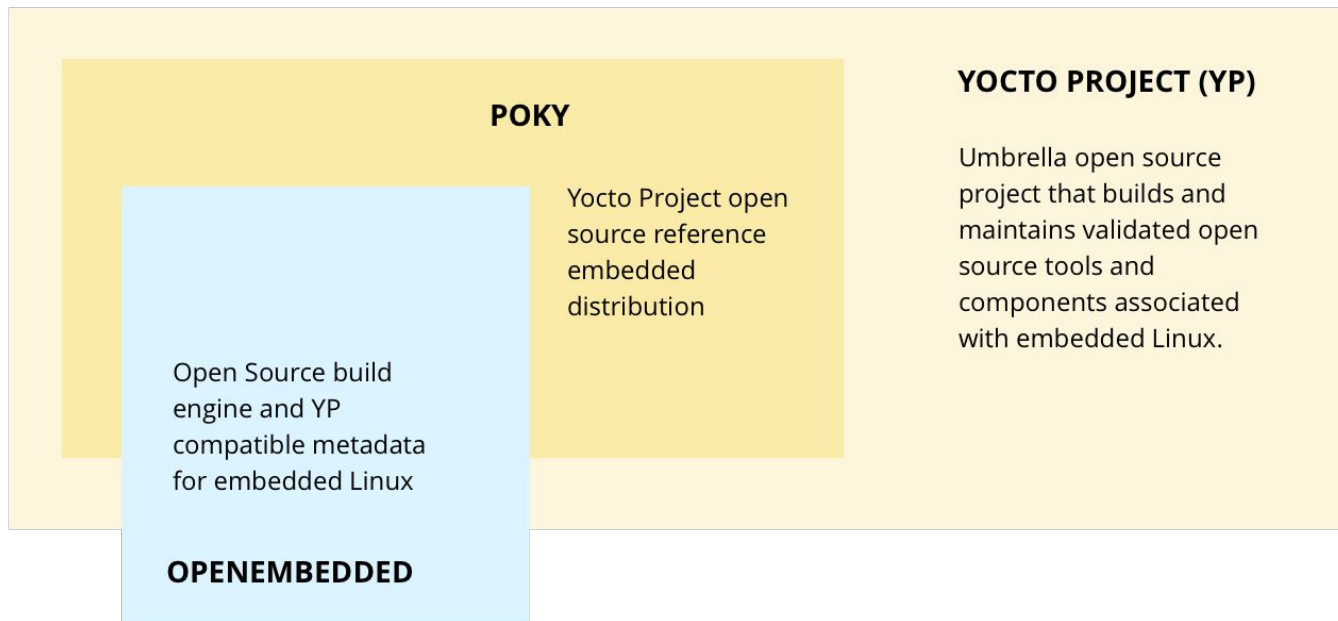 POKY
Yocto Project open
source reference
embedded
distribution
YOCTO PROJECT (YP)
Umbrella open source
project that builds and
maintains validated open
source tools and
components associated
with embedded Linux.
Open Source build
engine and YP
compatible metadata
for embedded Linux
OPENEMBEDDED